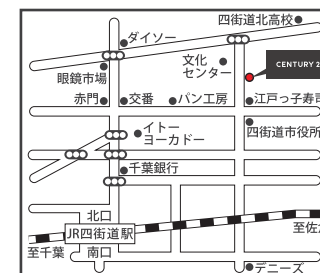 四街道北高校
ダイソー
文化
センター
CENTURY 2
眼鏡市場
赤門
交番
パン工房
江戸っ子寿司
イトー
ヨーカドー
四街道市役所
千葉銀行
北口
JR四街道駅
至佐
至千葉
南口
デニーズ